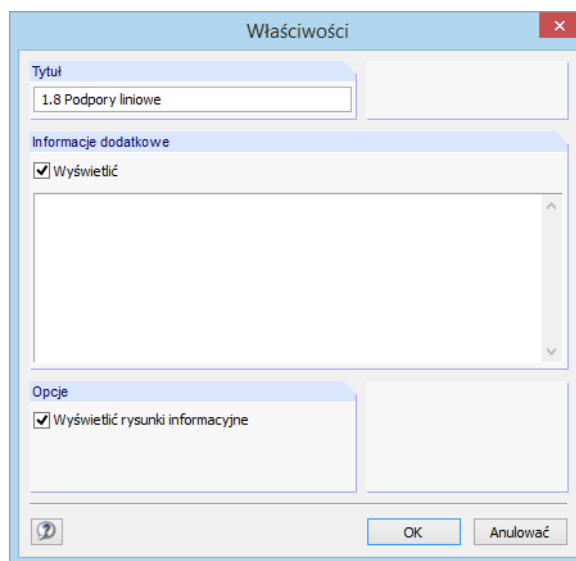 Właściwości
Tytuł
1.8 Podpory liniowe
Informacje dodatkowe
Wyświetlić
Opcje
Wyświetlić rysunki informacyjne
OK Anulować